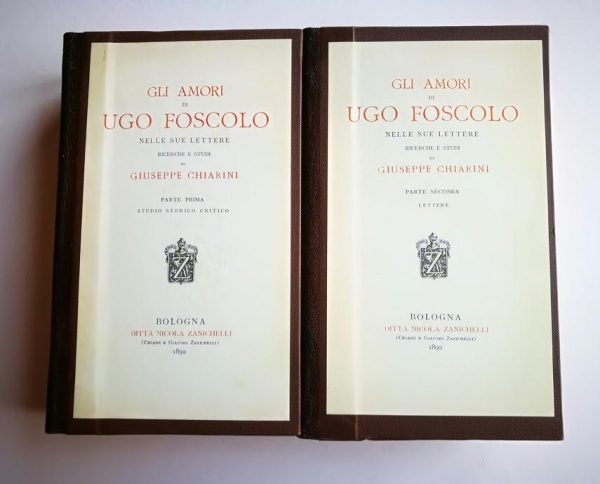 GLI AMORI
DI
UGO FOSCOLO
NELLE SUE LETTERE
RICERCHE E STUDI
DI
GIUSEPPE CHIARINI
PARTE PRIMA
STUDIO STORICO CRITICO
Z
BOLOGNA
DITTA NICOLA ZANICHELLI
(CESARE E GIACOMO ZANICHELLI)
1892
GLI AMORI
DI
UGO FOSCOLO
NELLE SUE LETTERE
RICERCHE E STUDI
DI
GIUSEPPE CHIARINI
PARTE SECONDA
LETTERE
Z
BOLOGNA
DITTA NICOLA ZANICHELLI
(CESARE E GIACOMO ZANICHELLI)
1892